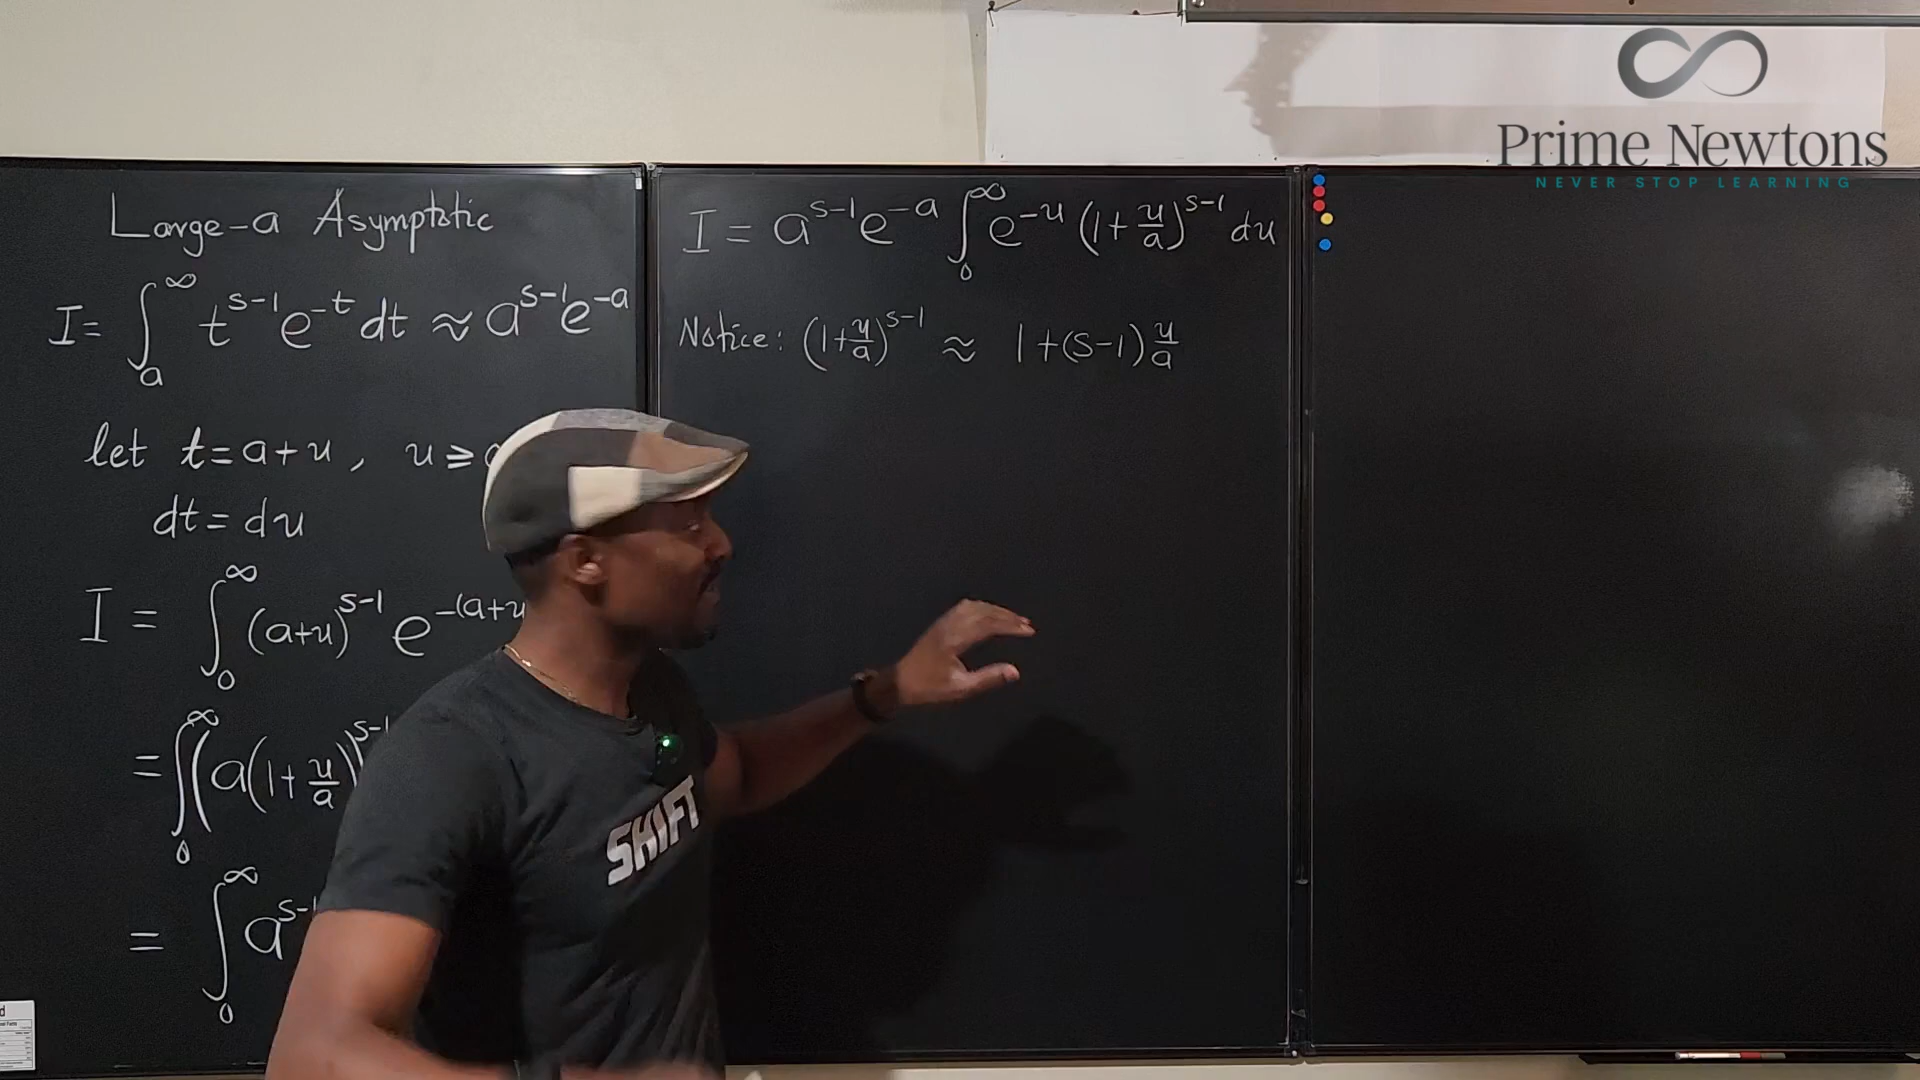 Large-a Asymptotic
I = ∫₀ₐ^∞ t^{s-1} e^{-t} dt ≈ a^{s-1} e^{-a}
let t = a+u, u ≥
dt = du
I = ∫_0^∞ (a+u)^{s-1} e^{-(a+u
= ∫_0^∞ (a(1+u/a)^{s-1}
= ∫_0^∞ a^{s-1}
I = a^{s-1} e^{-a} ∫_0^∞ e^{-u} (1+u/a)^{s-1} du
Notice: (1+u/a)^{s-1} ≈ 1+(s-1)u/a
SHIFT
Prime Newtons
NEVER STOP LEARNING